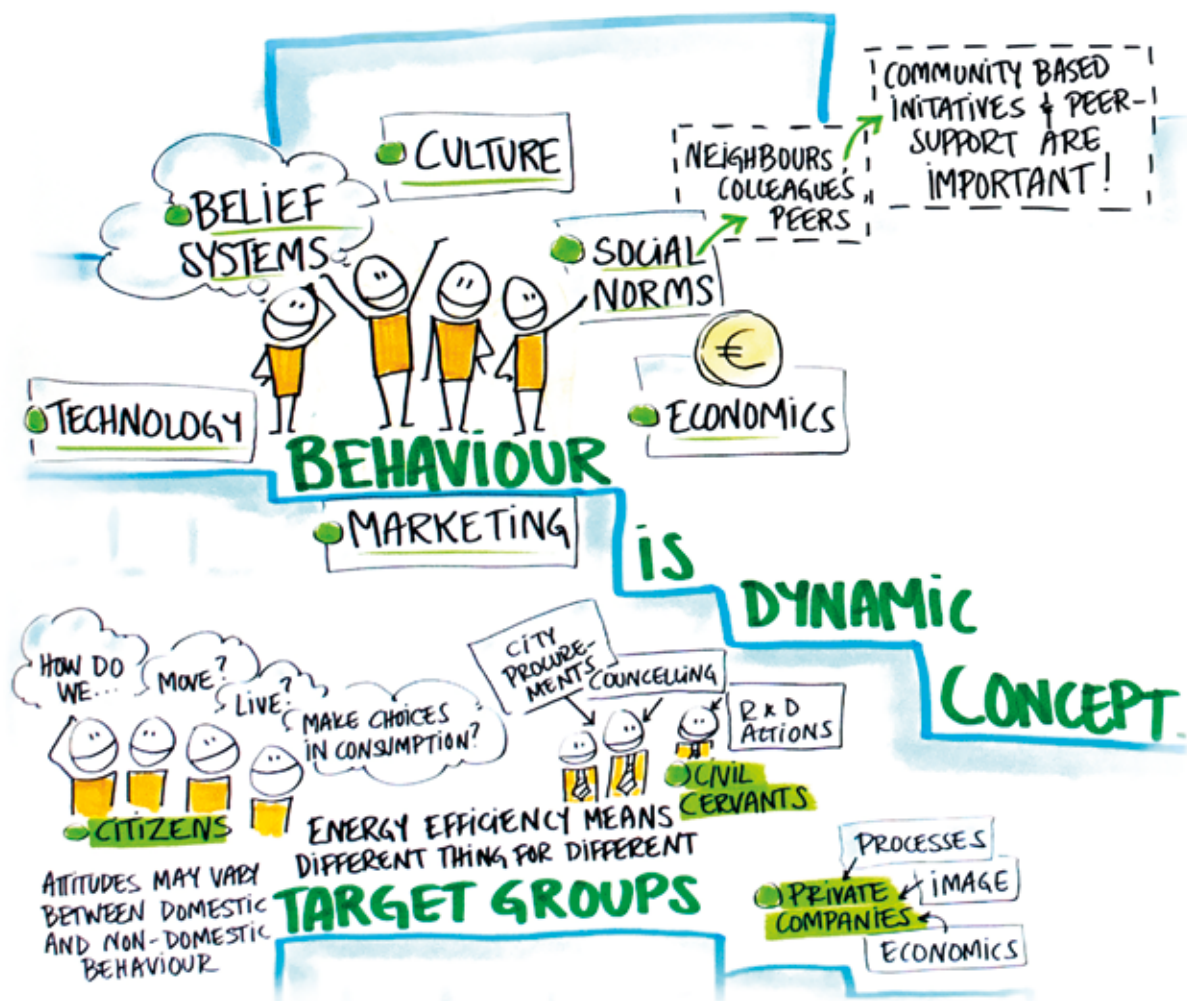 CULTURE
BELIEF
SYSTEMS
SOCIAL
NORMS
NEIGHBOURS,
COLLEAGUE'S
PEERS
COMMUNITY BASED
INITATIVES & PEER-
SUPPORT ARE
IMPORTANT!
€
ECONOMICS
TECHNOLOGY
BEHAVIOUR
MARKETING
IS
DYNAMIC
CONCEPT.
HOW DO
WE...
MOVE?
LIVE?
MAKE CHOICES
IN CONSUMPTION?
CITIZENS
ATTITUDES MAY VARY
BETWEEN DOMESTIC
AND NON-DOMESTIC
BEHAVIOUR
CITY
PROCURE-
MENTS
COUNCELLING
R & D
ACTIONS
CIVIL
CERVANTS
ENERGY EFFICIENCY MEANS
DIFFERENT THING FOR DIFFERENT
TARGET GROUPS
PROCESSES
PRIVATE
COMPANIES
IMAGE
ECONOMICS